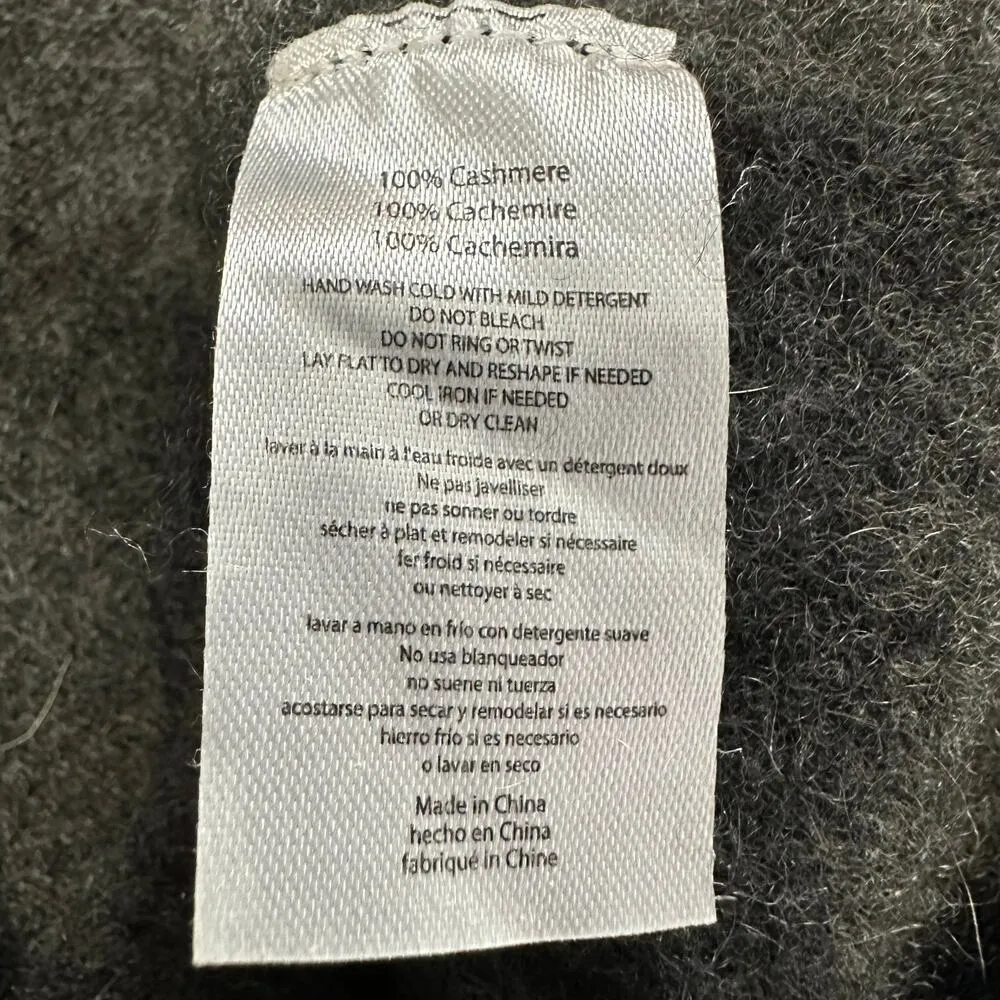 100% Cashmere
100% Cachemire
100% Cachemira
HAND WASH COLD WITH MILD DETERGENT
DO NOT BLEACH
DO NOT RING OR TWIST
LAY FLAT TO DRY AND RESHAPE IF NEEDED
COOL IRON IF NEEDED
OR DRY CLEAN
laver à la main à l'eau froide avec un détergent doux
Ne pas javelliser
ne pas sonner ou tordre
sécher à plat et remodeler si nécessaire
fer froid si nécessaire
ou nettoyer à sec
lavar a mano en frío con detergente suave
No usa blanqueador
no suene ni tuerza
acostarse para secar y remodelar si es necesario
hierro frío si es necesario
o lavar en seco
Made in China
hecho en China
fabriqué in Chine